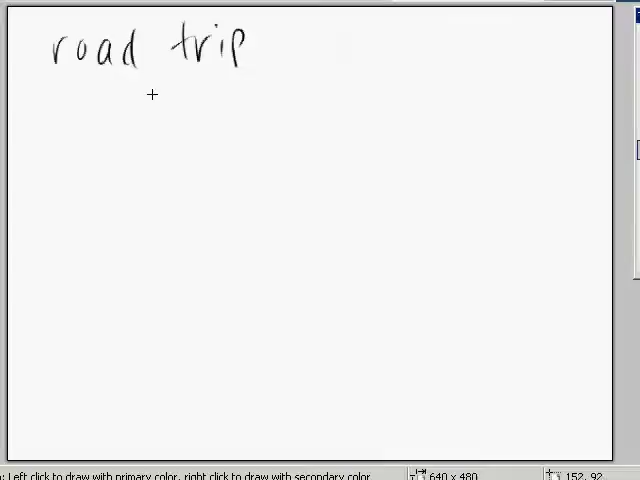 road trip
: Left click to draw with primary color, right click to draw with secondary color
640 x 480
152, 92